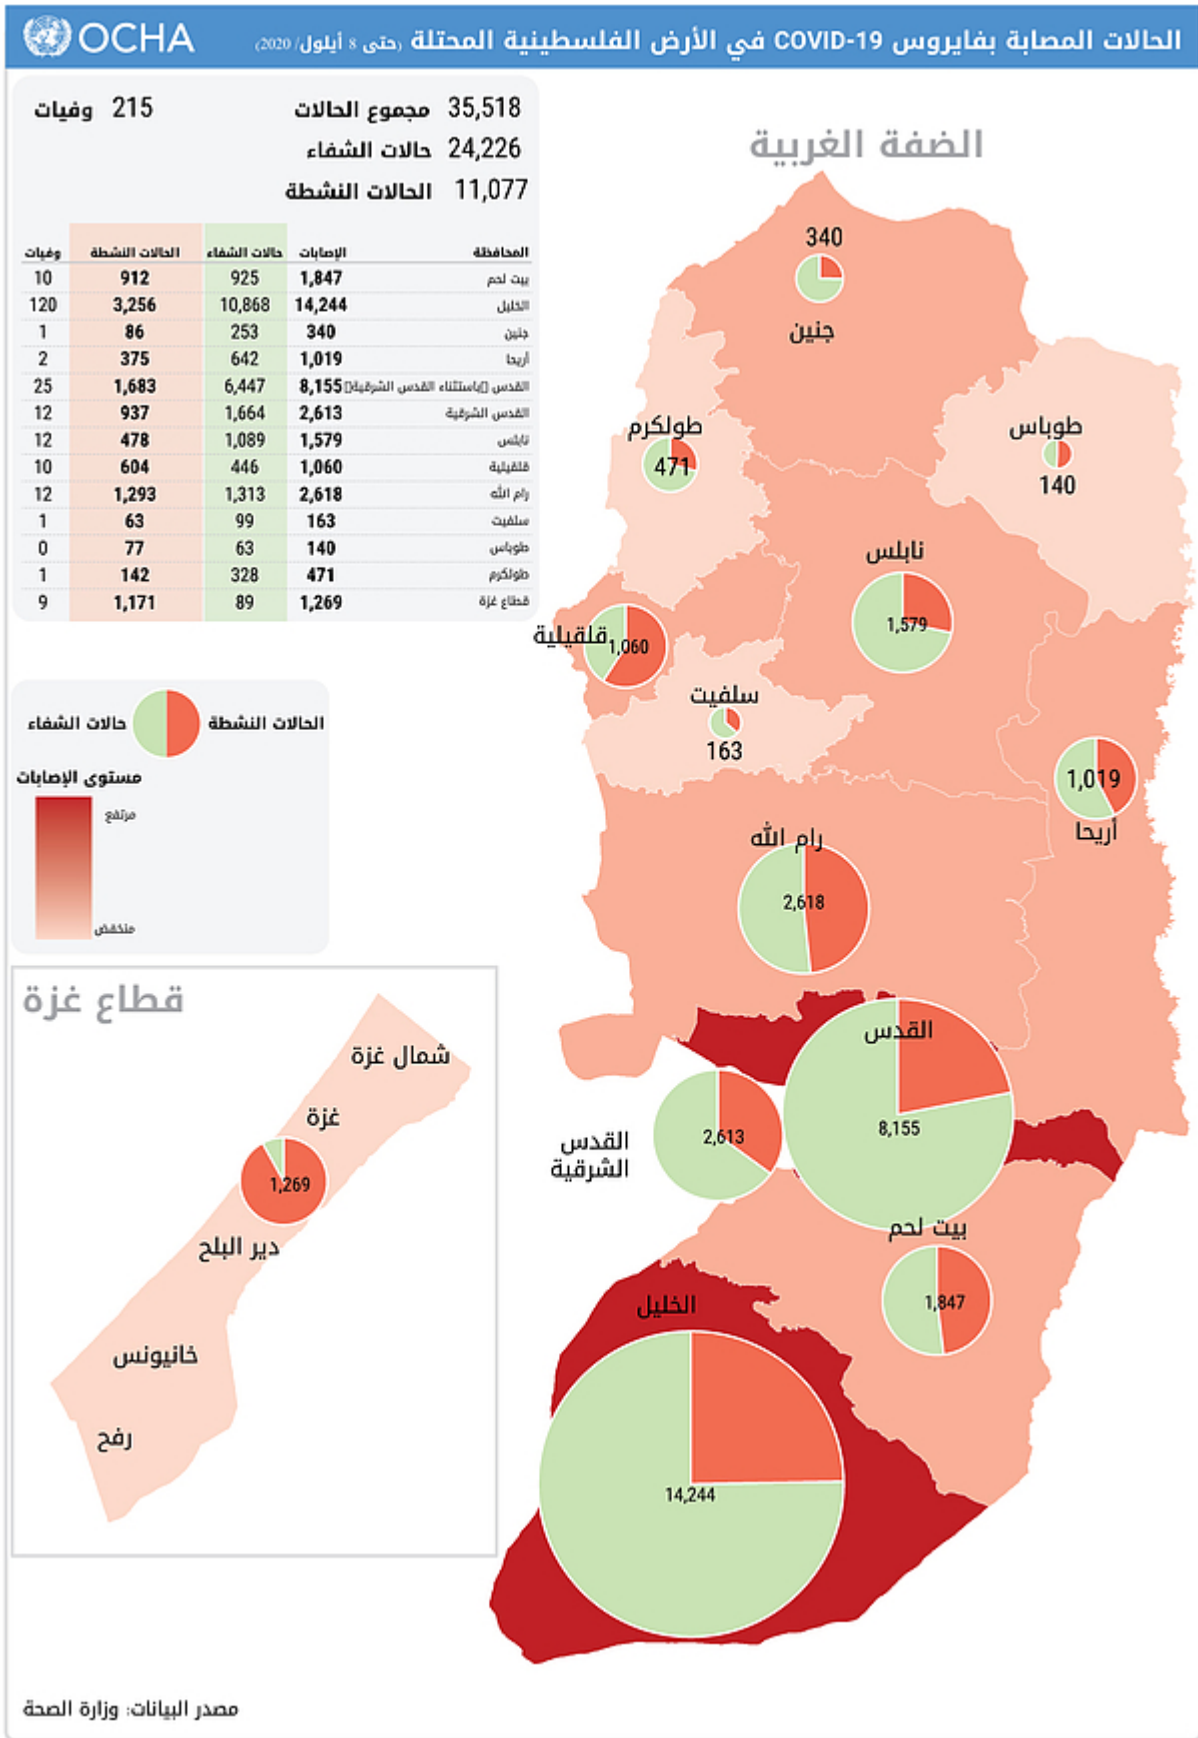 الحالات المصابة بفايروس COVID-19 في الأرض الفلسطينية المحتلة (حتى 8 أيلول/ 2020)
OCHA
35,518 مجموع الحالات
215 وفيات
24,226 حالات الشفاء
11,077 الحالات النشطة
المحافظة الإصابات حالات الشفاء الحالات النشطة وفيات
بيت لحم 1,847 925 912 10
الخليل 14,244 10,868 3,256 120
جنين 340 253 86 1
أريحا 1,019 642 375 2
القدس ▯باستثناء القدس الشرقية▯ 8,155 6,447 1,683 25
القدس الشرقية 2,613 1,664 937 12
نابلس 1,579 1,089 478 12
قلقيلية 1,060 446 604 10
رام الله 2,618 1,313 1,293 12
سلفيت 163 99 63 1
طوباس 140 63 77 0
طولكرم 471 328 142 1
قطاع غزة 1,269 89 1,171 9
الحالات النشطة
حالات الشفاء
مستوى الإصابات
مرتفع
منخفض
الضفة الغربية
340
جنين
طوباس
140
طولكرم
471
نابلس
1,579
قلقيلية
1,060
سلفيت
163
1,019
أريحا
رام الله
2,618
القدس
8,155
2,613
القدس
الشرقية
بيت لحم
1,847
الخليل
14,244
قطاع غزة
شمال غزة
غزة
1,269
دير البلح
خانيونس
رفح
مصدر البيانات: وزارة الصحة